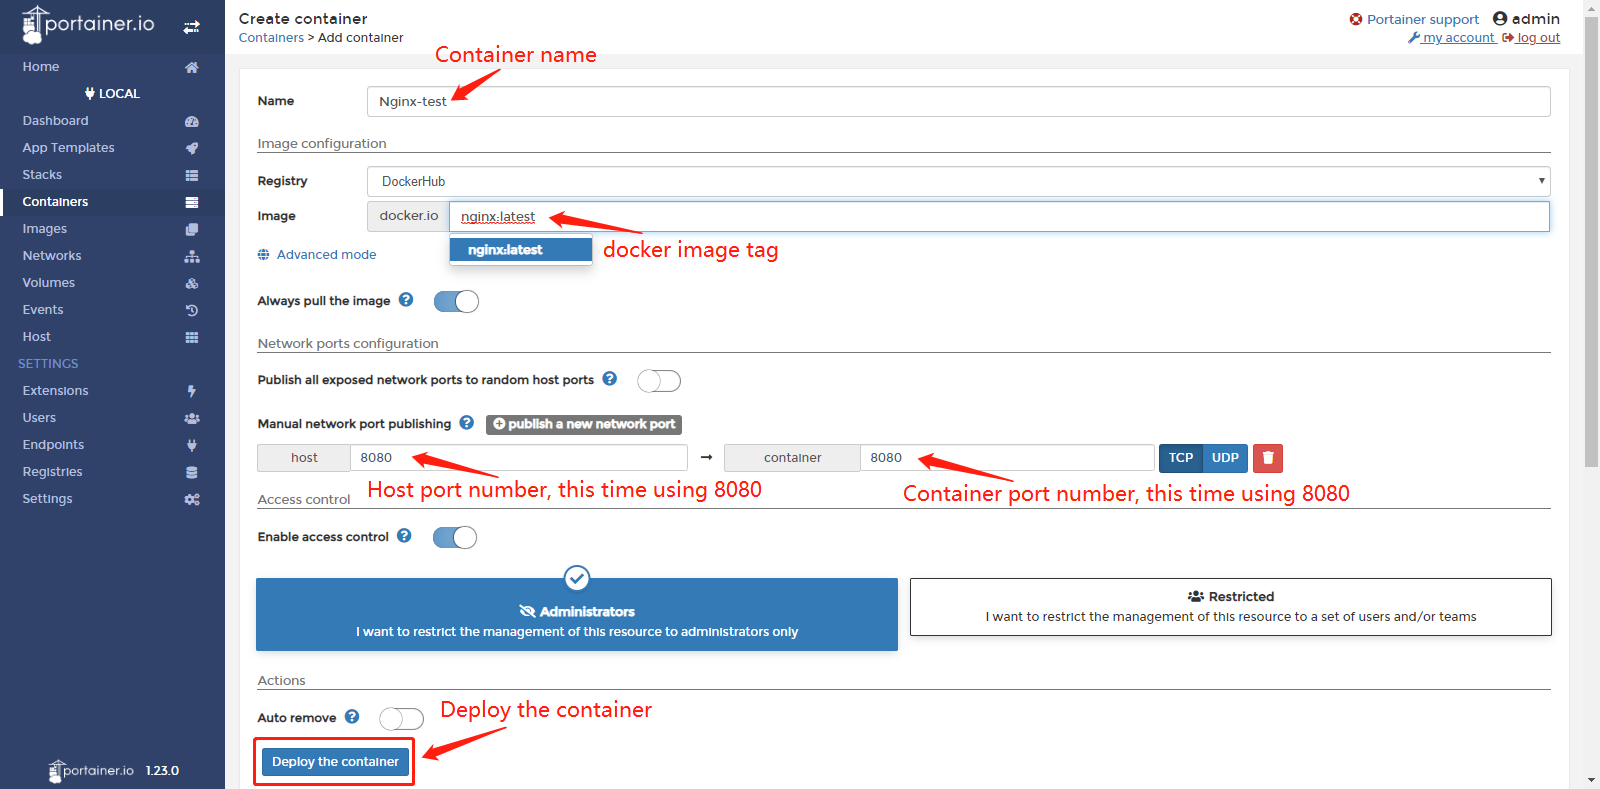 portainer.io
Home
LOCAL
Dashboard
App Templates
Stacks
Containers
Images
Networks
Volumes
Events
Host
SETTINGS
Extensions
Users
Endpoints
Registries
Settings
portainer.io 1.23.0
Create container
Containers > Add container
Portainer support admin
my account log out
Container name
Name Nginx-test
Image configuration
Registry DockerHub
Image docker.io nginx:latest
nginx:latest
docker image tag
Advanced mode
Always pull the image
Network ports configuration
Publish all exposed network ports to random host ports
Manual network port publishing publish a new network port
host 8080 → container 8080 TCP UDP
Host port number, this time using 8080
Container port number, this time using 8080
Access control
Enable access control
Administrators
I want to restrict the management of this resource to administrators only
Restricted
I want to restrict the management of this resource to a set of users and/or teams
Actions
Auto remove
Deploy the container
Deploy the container